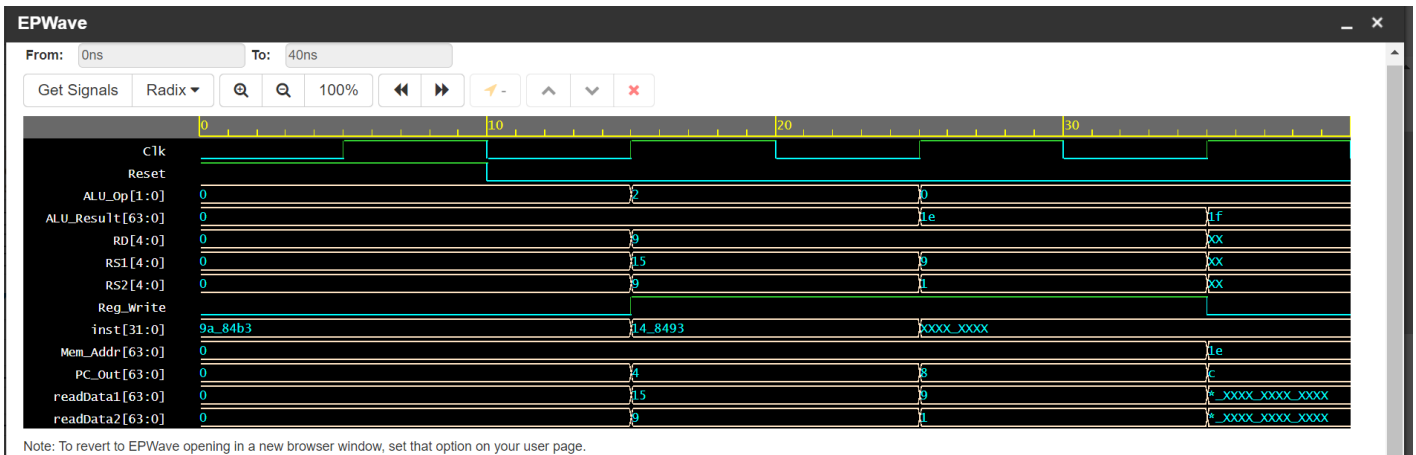 EPWave
From: 0ns To: 40ns
Get Signals Radix 100% -
0 10 20 30
Clk
Reset
ALU_Op[1:0] 0 2 0
ALU_Result[63:0] 0 1e 1f
RD[4:0] 0 9 XX
RS1[4:0] 0 15 9 XX
RS2[4:0] 0 9 1 XX
Reg_Write
inst[31:0] 9a_84b3 14_8493 XXXX_XXXX
Mem_Addr[63:0] 0 1e
PC_Out[63:0] 0 4 8 c
readData1[63:0] 0 15 9 *_XXXX_XXXX_XXXX
readData2[63:0] 0 9 1 *_XXXX_XXXX_XXXX
Note: To revert to EPWave opening in a new browser window, set that option on your user page.